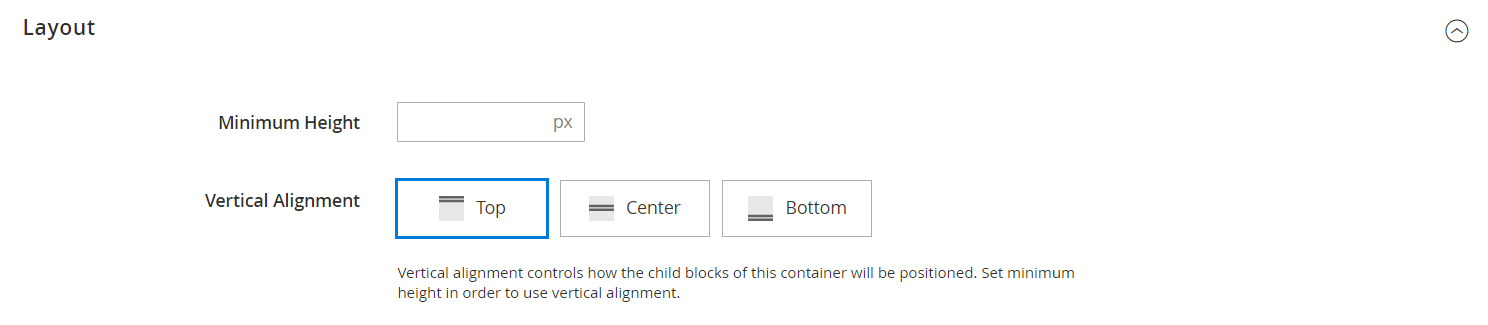 Layout
Minimum Height
px
Vertical Alignment
Top
Center
Bottom
Vertical alignment controls how the child blocks of this container will be positioned. Set minimum
height in order to use vertical alignment.